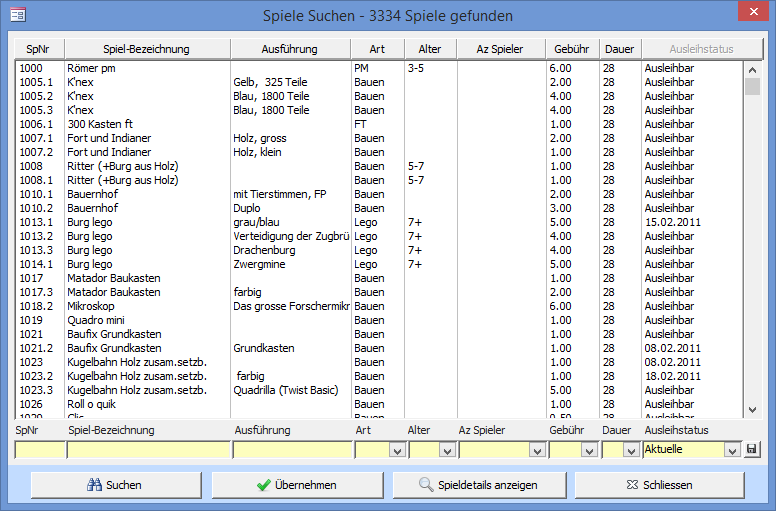 Spiele Suchen - 3334 Spiele gefunden
SpNr Spiel-Bezeichnung Ausführung Art Alter Az Spieler Gebühr Dauer Ausleihstatus
1000 Römer pm PM 3-5 6.00 28 Ausleihbar
1005.1 K'nex Gelb, 325 Teile Bauen 2.00 28 Ausleihbar
1005.2 K'nex Blau, 1800 Teile Bauen 4.00 28 Ausleihbar
1005.3 K'nex Blau, 1800 Teile Bauen 4.00 28 Ausleihbar
1006.1 300 Kasten ft FT 1.00 28 Ausleihbar
1007.1 Fort und Indianer Holz, gross Bauen 2.00 28 Ausleihbar
1007.2 Fort und Indianer Holz, klein Bauen 1.00 28 Ausleihbar
1008 Ritter (+Burg aus Holz) Bauen 5-7 1.00 28 Ausleihbar
1008.1 Ritter (+Burg aus Holz) Bauen 5-7 1.00 28 Ausleihbar
1010.1 Bauernhof mit Tierstimmen, FP Bauen 2.00 28 Ausleihbar
1010.2 Bauernhof Duplo Bauen 3.00 28 Ausleihbar
1013.1 Burg lego grau/blau Lego 7+ 5.00 28 15.02.2011
1013.2 Burg lego Verteidigung der Zugbrü Lego 7+ 4.00 28 Ausleihbar
1013.3 Burg lego Drachenburg Lego 7+ 4.00 28 Ausleihbar
1014.1 Burg lego Zwergmine Lego 7+ 5.00 28 Ausleihbar
1017 Matador Baukasten Bauen 1.00 28 Ausleihbar
1017.3 Matador Baukasten farbig Bauen 2.00 28 Ausleihbar
1018.2 Mikroskop Das grosse Forschermikr Bauen 6.00 28 Ausleihbar
1019 Quadro mini Bauen 1.00 28 Ausleihbar
1021 Baufix Grundkasten Bauen 1.00 28 Ausleihbar
1021.2 Baufix Grundkasten Grundkasten Bauen 1.00 28 08.02.2011
1023 Kugelbahn Holz zusam.setzb. Bauen 1.00 28 08.02.2011
1023.2 Kugelbahn Holz zusam.setzb. farbig Bauen 1.00 28 18.02.2011
1023.3 Kugelbahn Holz zusam.setzb. Quadrilla (Twist Basic) Bauen 5.00 28 Ausleihbar
1026 Roll o quik Bauen 1.00 28 Ausleihbar
1029 Clic Bauen 0.50 28 Ausleihbar
SpNr Spiel-Bezeichnung Ausführung Art Alter Az Spieler Gebühr Dauer Ausleihstatus
Aktuelle
Suchen Übernehmen Spieldetails anzeigen Schliessen